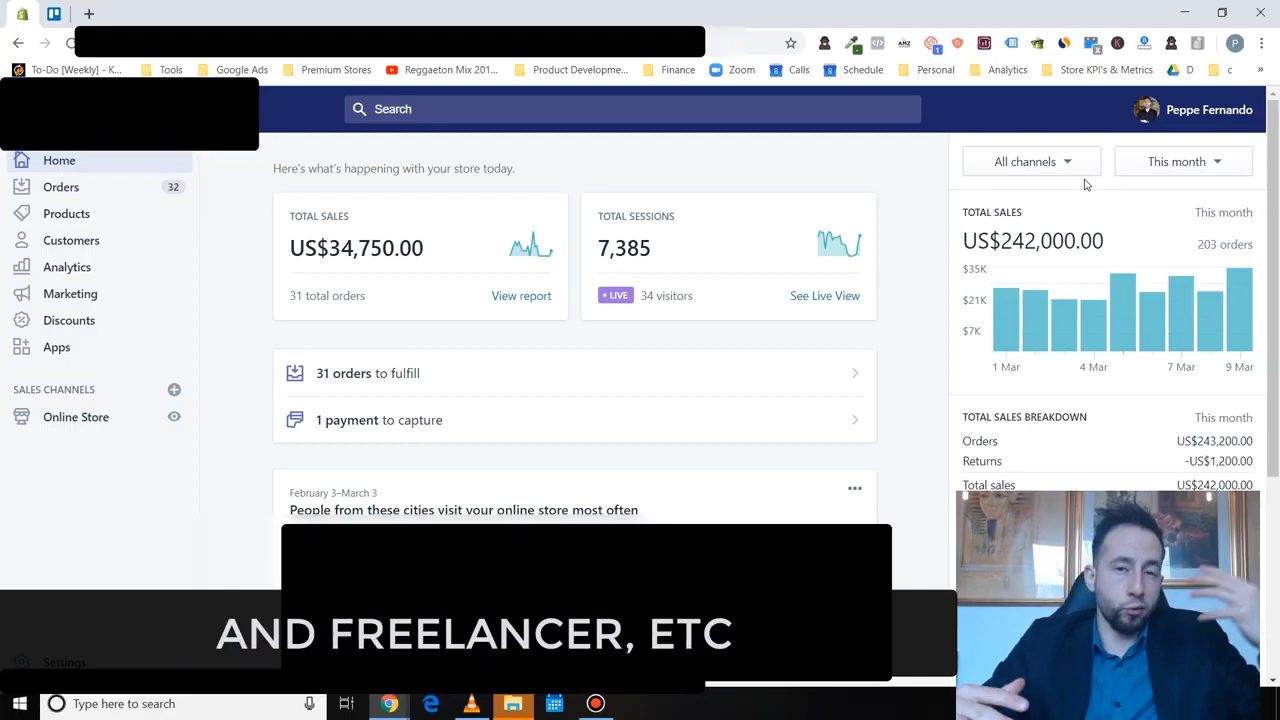 To-Do [Weekly] - K...
Tools
Google Ads
Premium Stores
Reggaeton Mix 201...
Product Developme...
Finance
Zoom
Calls
Schedule
Personal
Analytics
Store KPI's & Metrics
D
c
»
Search
Peppe Fernando
Home
Orders
32
Products
Customers
Analytics
Marketing
Discounts
Apps
SALES CHANNELS
Online Store
Settings
Here's what's happening with your store today.
TOTAL SALES
US$34,750.00
31 total orders
View report
TOTAL SESSIONS
7,385
LIVE
34 visitors
See Live View
31 orders to fulfill
1 payment to capture
February 3–March 3
People from these cities visit your online store most often
All channels
This month
TOTAL SALES
This month
US$242,000.00
203 orders
$35K
$21K
$7K
1 Mar
4 Mar
7 Mar
9 Mar
TOTAL SALES BREAKDOWN
This month
Orders
US$243,200.00
Returns
-US$1,200.00
Total sales
US$242,000.00
AND FREELANCER, ETC
Type here to search